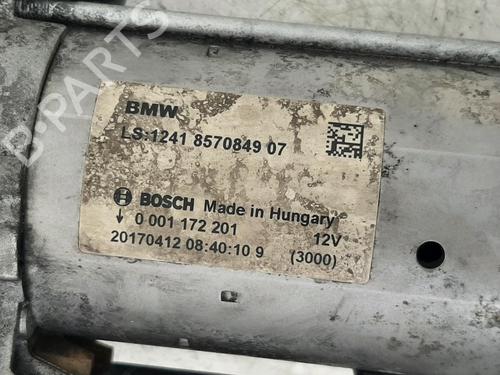 BMW
LS:1241 8570849 07
BOSCH Made in Hungary
0 001 172 201 12V
20170412 08:40:10 9 (3000)
B-Parts